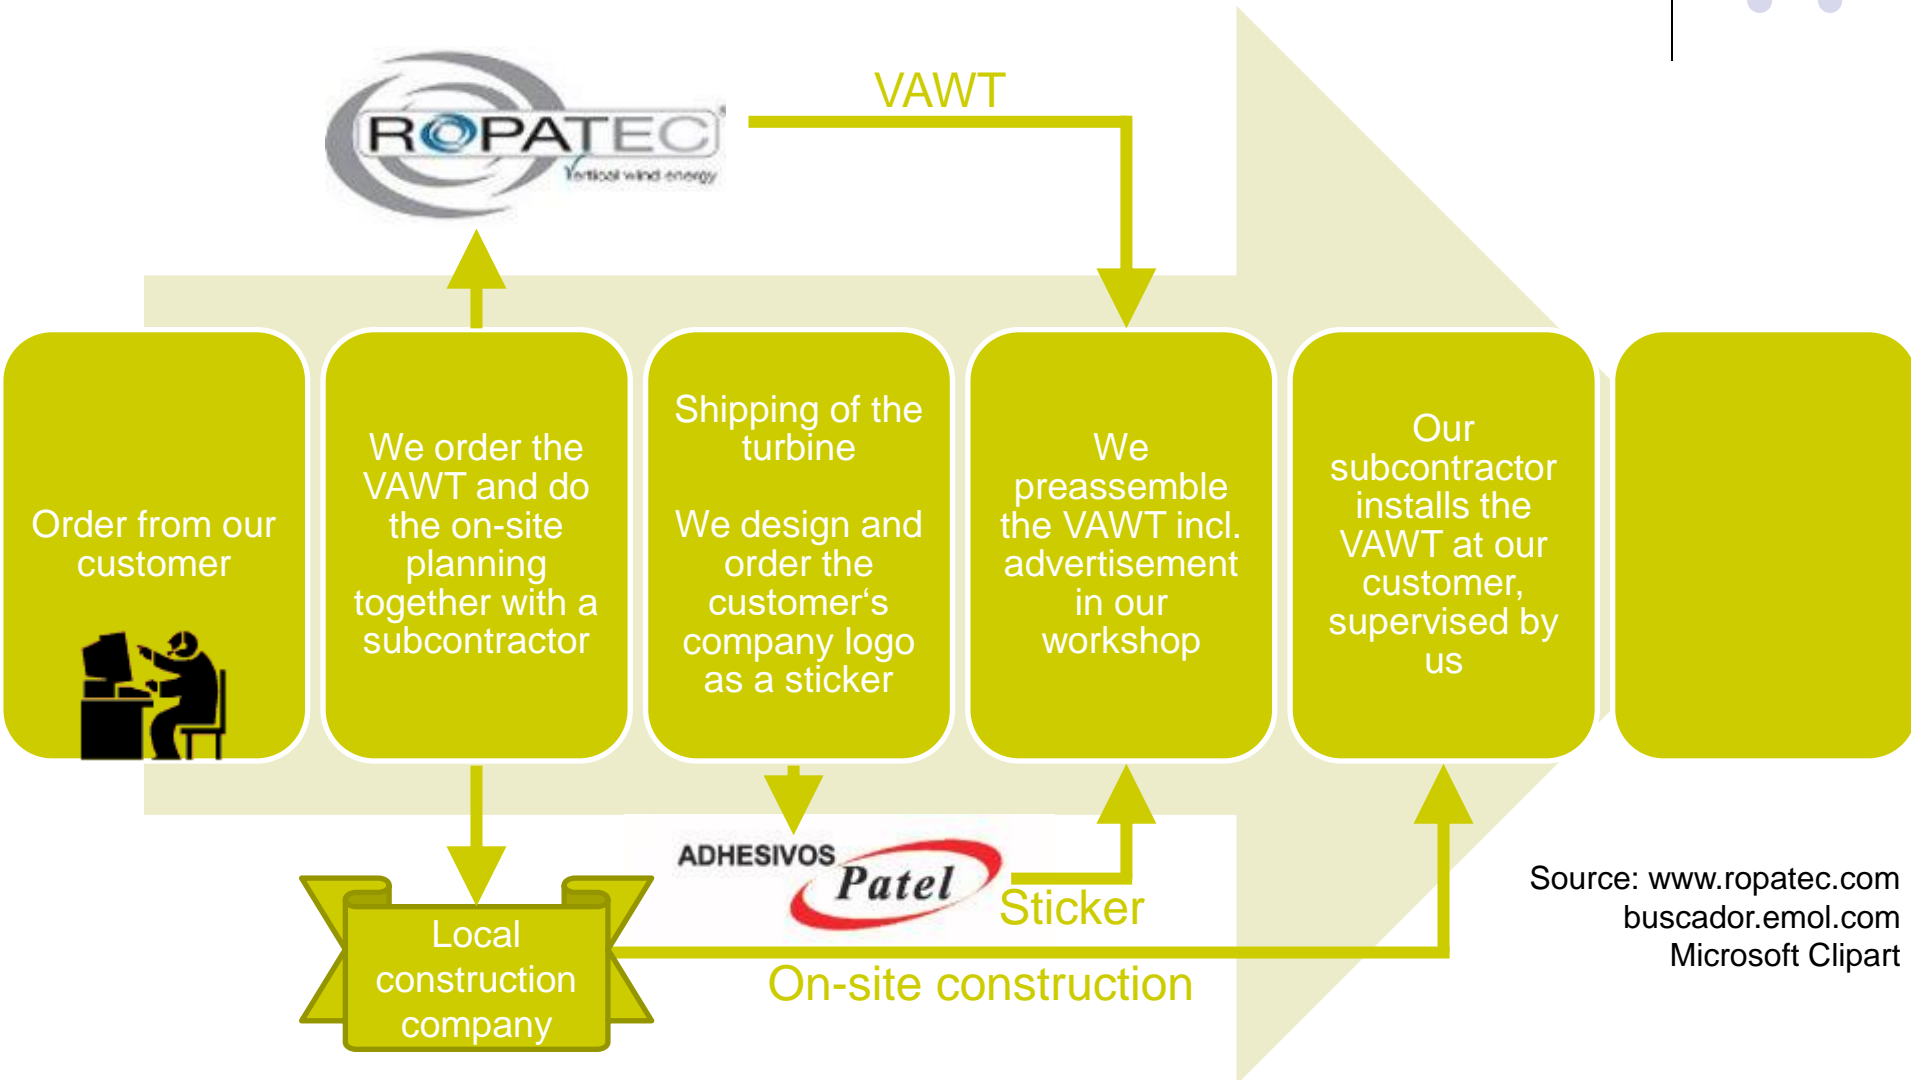 ROPATEC
Vertical wind energy
VAWT
Order from our
customer
We order the
VAWT and do
the on-site
planning
together with a
subcontractor
Shipping of the
turbine
We design and
order the
customer‘s
company logo
as a sticker
We
preassemble
the VAWT incl.
advertisement
in our
workshop
Our
subcontractor
installs the
VAWT at our
customer,
supervised by
us
ADHESIVOS
Patel
Sticker
Local
construction
company
On-site construction
Source: www.ropatec.com
buscador.emol.com
Microsoft Clipart